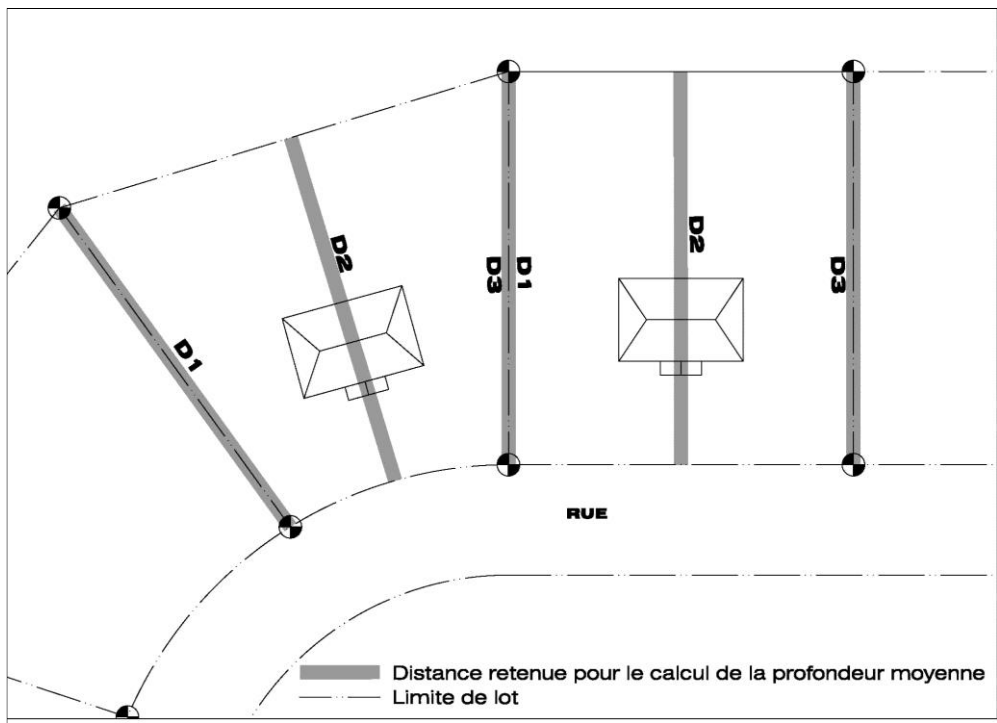 D1
D2
D3
D1
D2
D3
RUE
Distance retenue pour le calcul de la profondeur moyenne
Limite de lot